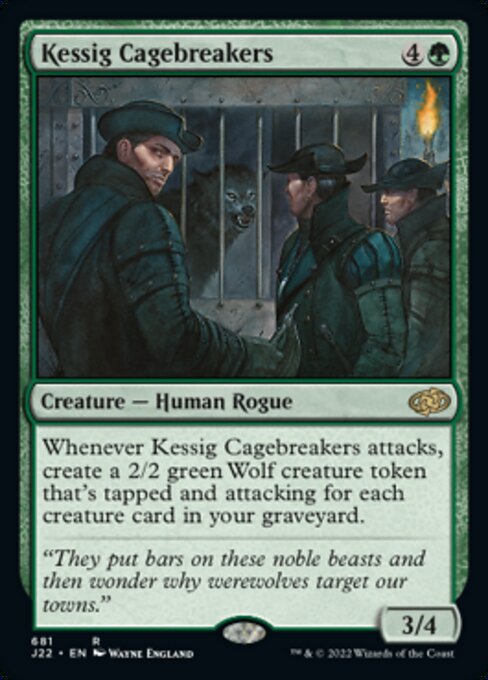 Kessig Cagebreakers 4
Creature — Human Rogue
Whenever Kessig Cagebreakers attacks,
create a 2/2 green Wolf creature token
that's tapped and attacking for each
creature card in your graveyard.
“They put bars on these noble beasts and
then wonder why werewolves target our
towns.”
3/4
681 R
J22 • EN Wayne England
™ & © 2022 Wizards of the Coast